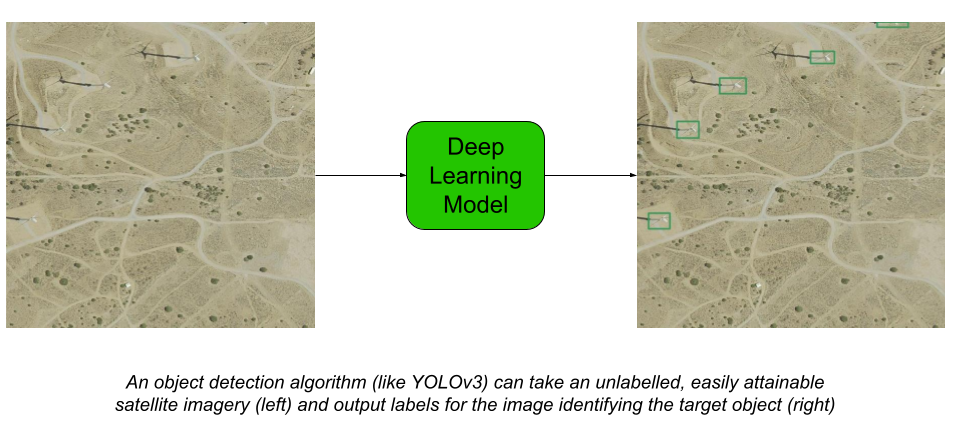 Deep
Learning
Model
An object detection algorithm (like YOLOv3) can take an unlabelled, easily attainable
satellite imagery (left) and output labels for the image identifying the target object (right)